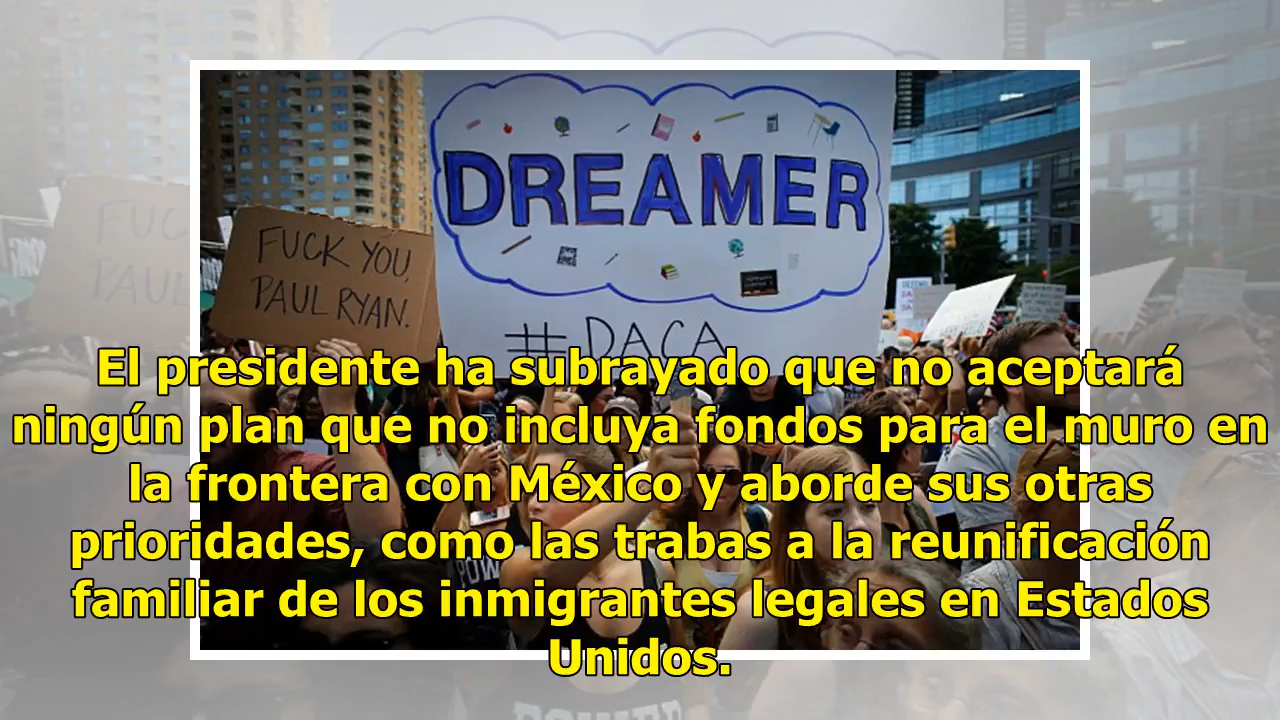 DREAMER
FUCK YOU,
PAUL RYAN.
#DACA
El presidente ha subrayado que no aceptará
ningún plan que no incluya fondos para el muro en
la frontera con México y aborde sus otras
prioridades, como las trabas a la reunificación
familiar de los inmigrantes legales en Estados
Unidos.